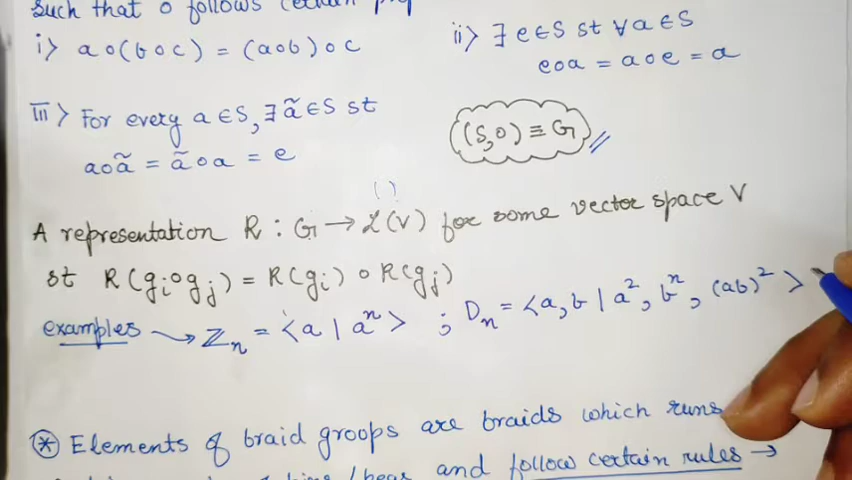 such that o follows certain
i> a o (b o c) = (a o b) o c
ii> ∃ e ∈ S st ∀ a ∈ S
e o a = a o e = a
iii> For every a ∈ S, ∃ ã ∈ S st
a o ã = ã o a = e
(S, o) ≡ G
A representation R : G → ℒ(V) for some vector space V
st R(gᵢ o gⱼ) = R(gᵢ) o R(gⱼ)
examples → ℤₙ = <a | aⁿ> ; Dₙ = <a, b | a², bⁿ, (ab)²>
* Elements of braid groops are braids which runs
and follow certain rules →